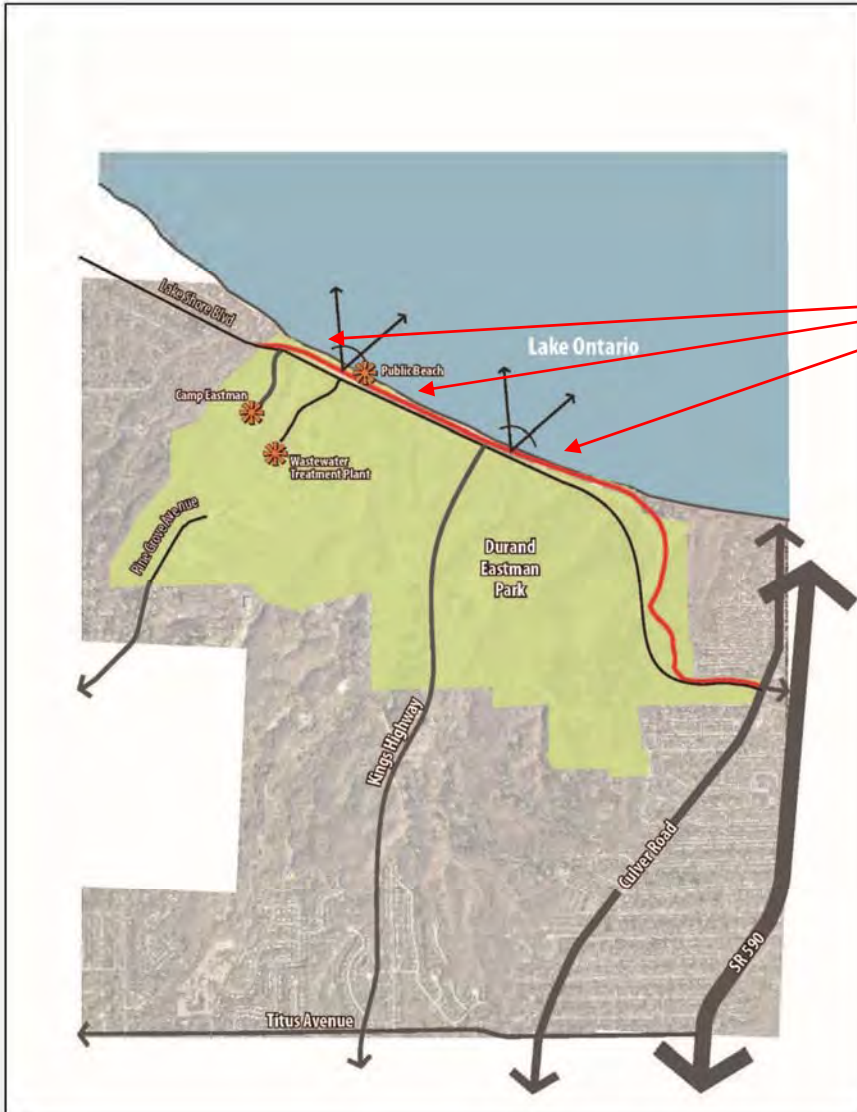 Lake Shore Blvd
Lake Ontario
Public Beach
Camp Eastman
Wastewater
Treatment Plant
Pine Grove Avenue
Durand
Eastman
Park
Kings Highway
Culver Road
SR 590
Titus Avenue